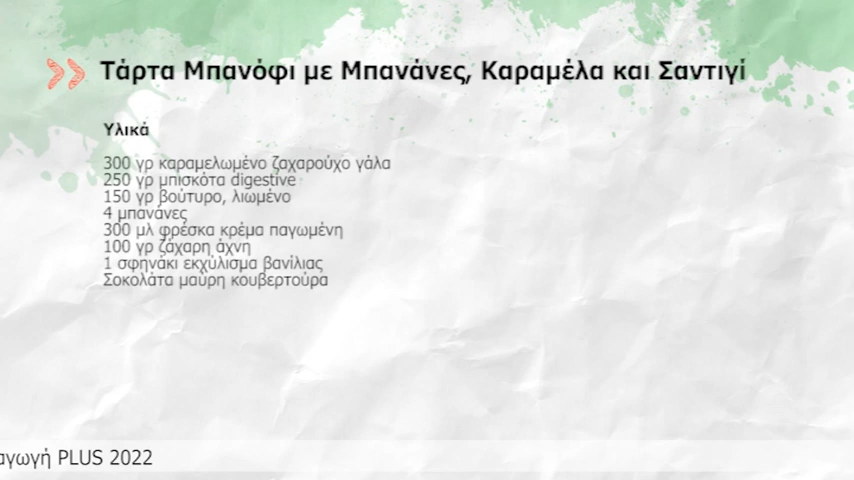 Τάρτα Μπανόφι με Μπανάνες, Καραμέλα και Σαντιγί
Υλικά
300 γρ καραμελωμένο ζαχαρούχο γάλα
250 γρ μπισκότα digestive
150 γρ βούτυρο, λιωμένο
4 μπανάνες
300 μλ φρέσκα κρέμα παγωμένη
100 γρ ζάχαρη άχνη
1 σφηνάκι εκχύλισμα βανίλιας
Σοκολάτα μαύρη κουβερτούρα
αγωγή PLUS 2022